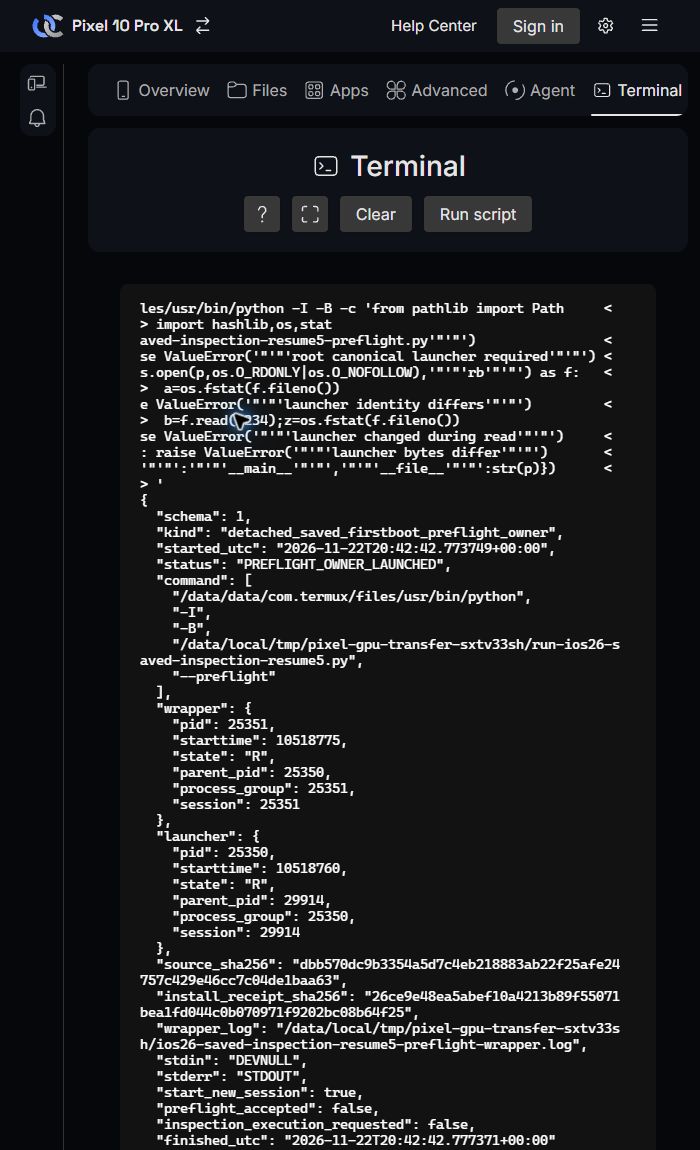 Pixel 10 Pro XL
Help Center
Sign in
Overview
Files
Apps
Advanced
Agent
Terminal
Terminal
?
Clear
Run script
les/usr/bin/python -I -B -c 'from pathlib import Path     <
> import hashlib,os,stat
aved-inspection-resume5-preflight.py'"'"')                <
se ValueError('"'"'root canonical launcher required'"'"') <
s.open(p,os.O_RDONLY|os.O_NOFOLLOW),'"'"'rb'"'"') as f:   <
>  a=os.fstat(f.fileno())
e ValueError('"'"'launcher identity differs'"'"')         <
>  b=f.read( 234);z=os.fstat(f.fileno())
se ValueError('"'"'launcher changed during read'"'"')     <
: raise ValueError('"'"'launcher bytes differ'"'"')       <
'"'"':'"'"'__main__'"'"','"'"'__file__'"'"':str(p)})      <
> '
{
  "schema": 1,
  "kind": "detached_saved_firstboot_preflight_owner",
  "started_utc": "2026-11-22T20:42:42.773749+00:00",
  "status": "PREFLIGHT_OWNER_LAUNCHED",
  "command": [
    "/data/data/com.termux/files/usr/bin/python",
    "-I",
    "-B",
    "/data/local/tmp/pixel-gpu-transfer-sxtv33sh/run-ios26-s
aved-inspection-resume5.py",
    "--preflight"
  ],
  "wrapper": {
    "pid": 25351,
    "starttime": 10518775,
    "state": "R",
    "parent_pid": 25350,
    "process_group": 25351,
    "session": 25351
  },
  "launcher": {
    "pid": 25350,
    "starttime": 10518760,
    "state": "R",
    "parent_pid": 29914,
    "process_group": 25350,
    "session": 29914
  },
  "source_sha256": "dbb570dc9b3354a5d7c4eb218883ab22f25afe24
757c429e46cc7c04de1baa63",
  "install_receipt_sha256": "26ce9e48ea5abef10a4213b89f55071
bea1fd044c0b070971f9202bc08b64f25",
  "wrapper_log": "/data/local/tmp/pixel-gpu-transfer-sxtv33s
h/ios26-saved-inspection-resume5-preflight-wrapper.log",
  "stdin": "DEVNULL",
  "stderr": "STDOUT",
  "start_new_session": true,
  "preflight_accepted": false,
  "inspection_execution_requested": false,
  "finished_utc": "2026-11-22T20:42:42.777371+00:00"